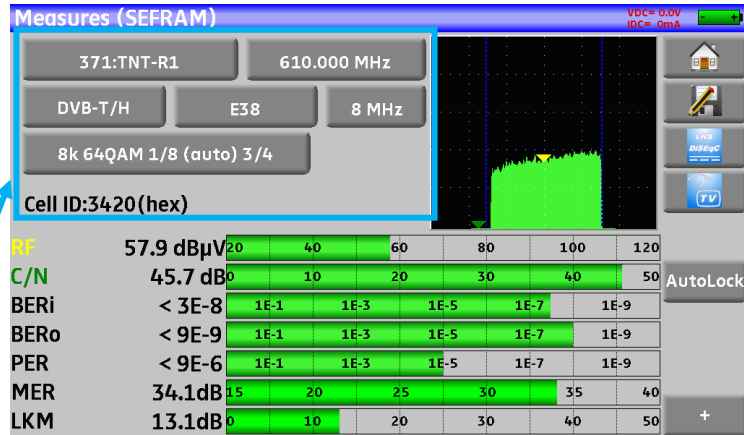 Measures (SEFRAM)
VDC= 0.0V
IDC= 0mA
- +
371:TNT-R1 610.000 MHz
DVB-T/H E38 8 MHz
8k 64QAM 1/8 (auto) 3/4
Cell ID:3420(hex)
LNB
DiSEqC
TV
RF 57.9 dBµV 20 40 60 80 100 120
C/N 45.7 dB 0 10 20 30 40 50
AutoLock
BERi < 3E-8 1E-1 1E-3 1E-5 1E-7 1E-9
BERo < 9E-9 1E-1 1E-3 1E-5 1E-7 1E-9
PER < 9E-6 1E-1 1E-3 1E-5 1E-7 1E-9
MER 34.1dB 15 20 25 30 35 40
LKM 13.1dB 0 10 20 30 40 50
+